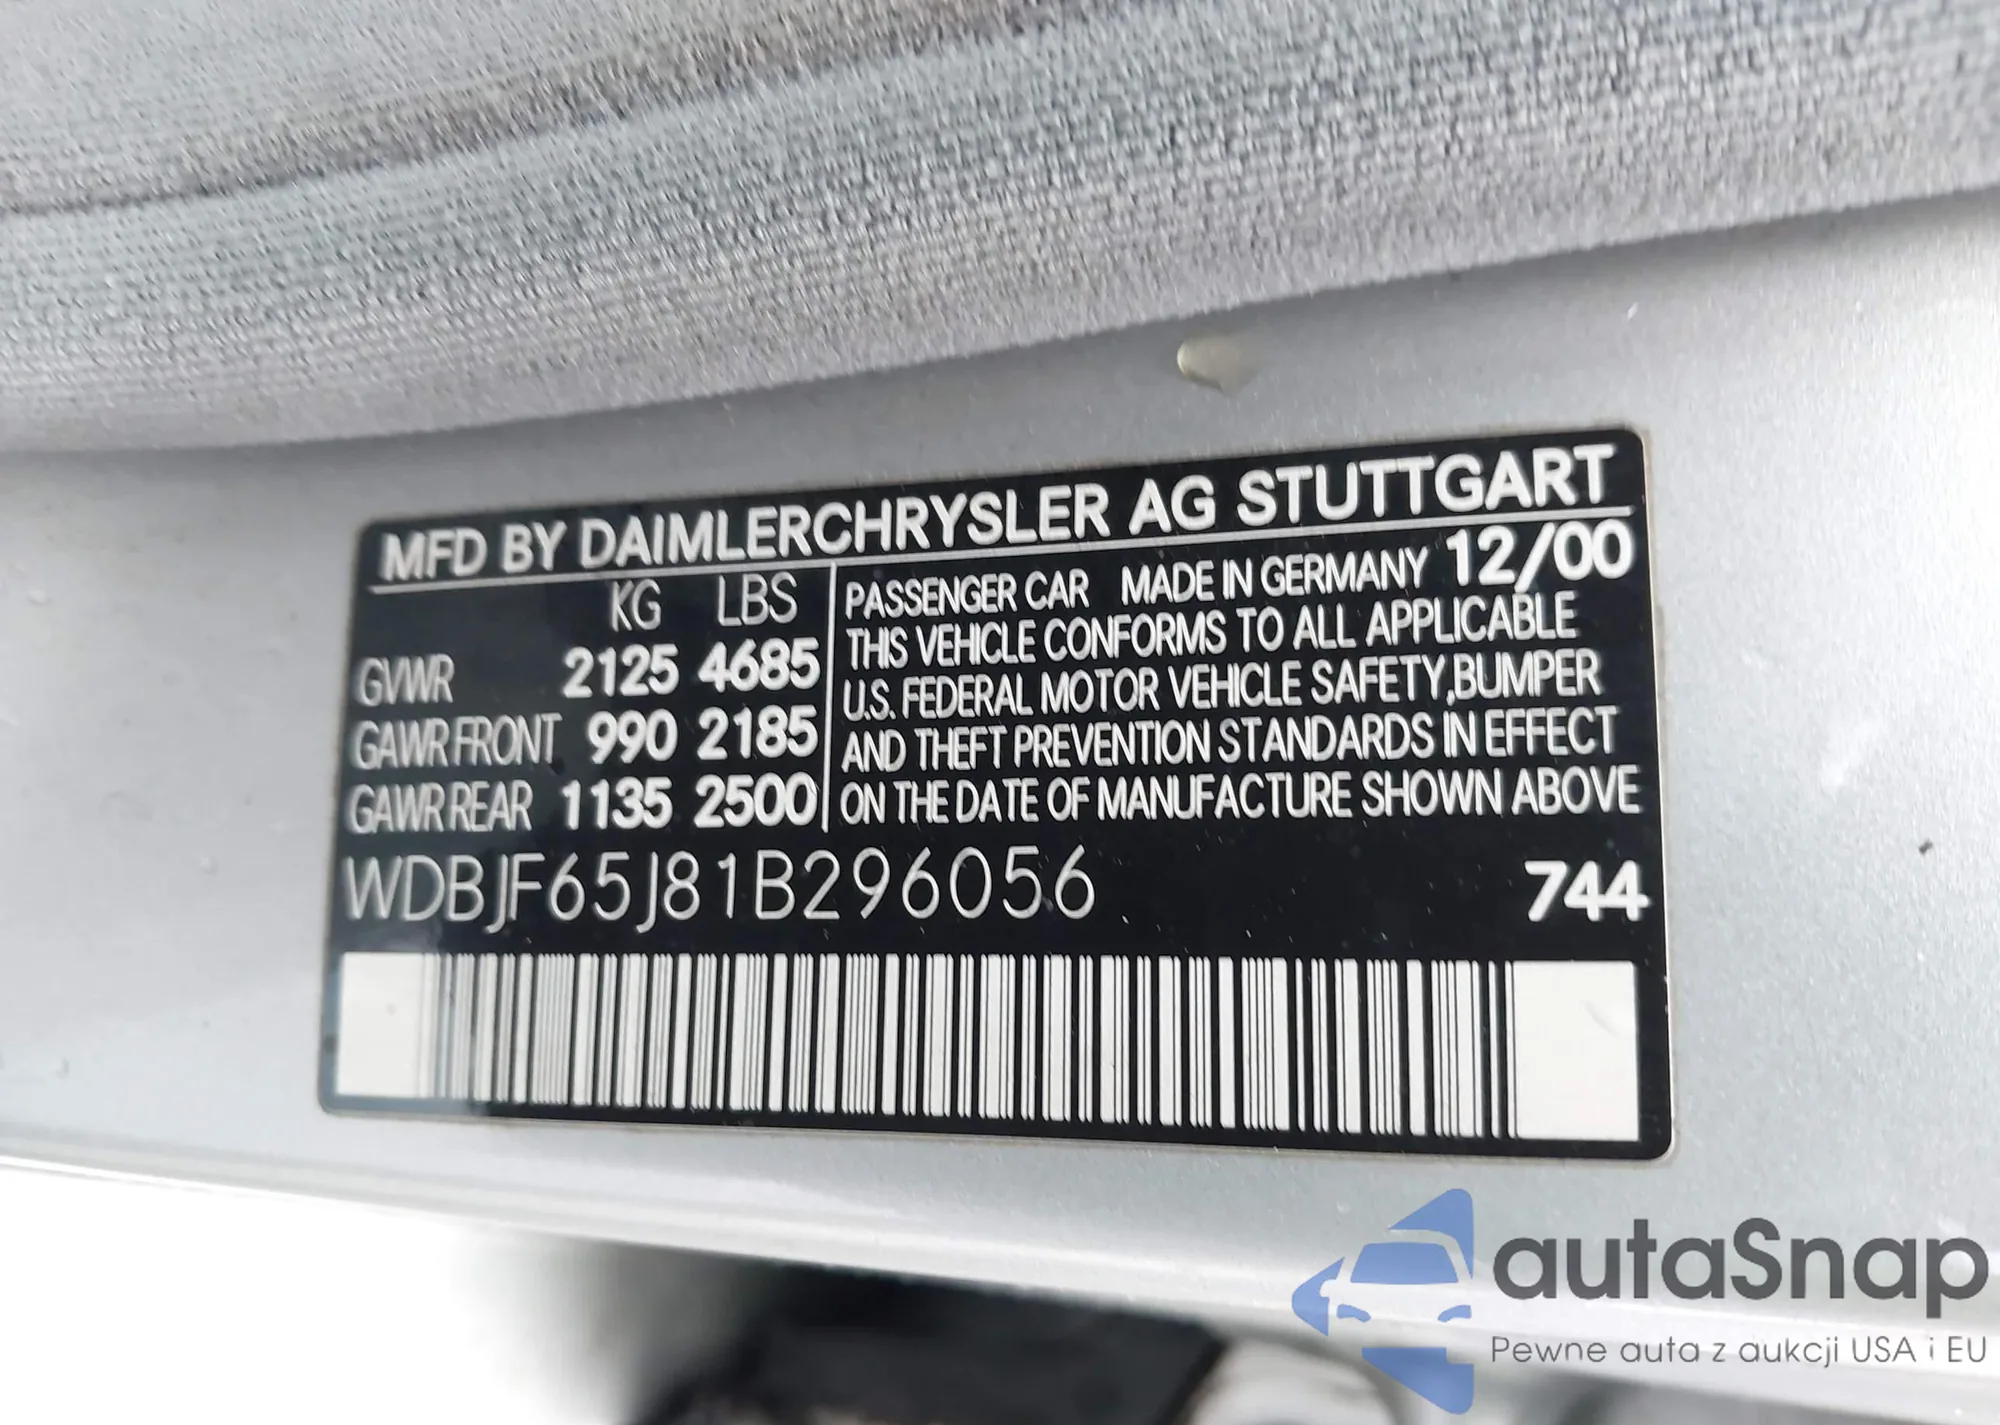 MFD BY DAIMLERCHRYSLER AG STUTTGART
KG LBS
GVWR 2125 4685
GAWR FRONT 990 2185
GAWR REAR 1135 2500
PASSENGER CAR MADE IN GERMANY 12/00
THIS VEHICLE CONFORMS TO ALL APPLICABLE
U.S. FEDERAL MOTOR VEHICLE SAFETY,BUMPER
AND THEFT PREVENTION STANDARDS IN EFFECT
ON THE DATE OF MANUFACTURE SHOWN ABOVE
WDBJF65J81B296056 744
autaSnap
Pewne auta z aukcji USA i EU